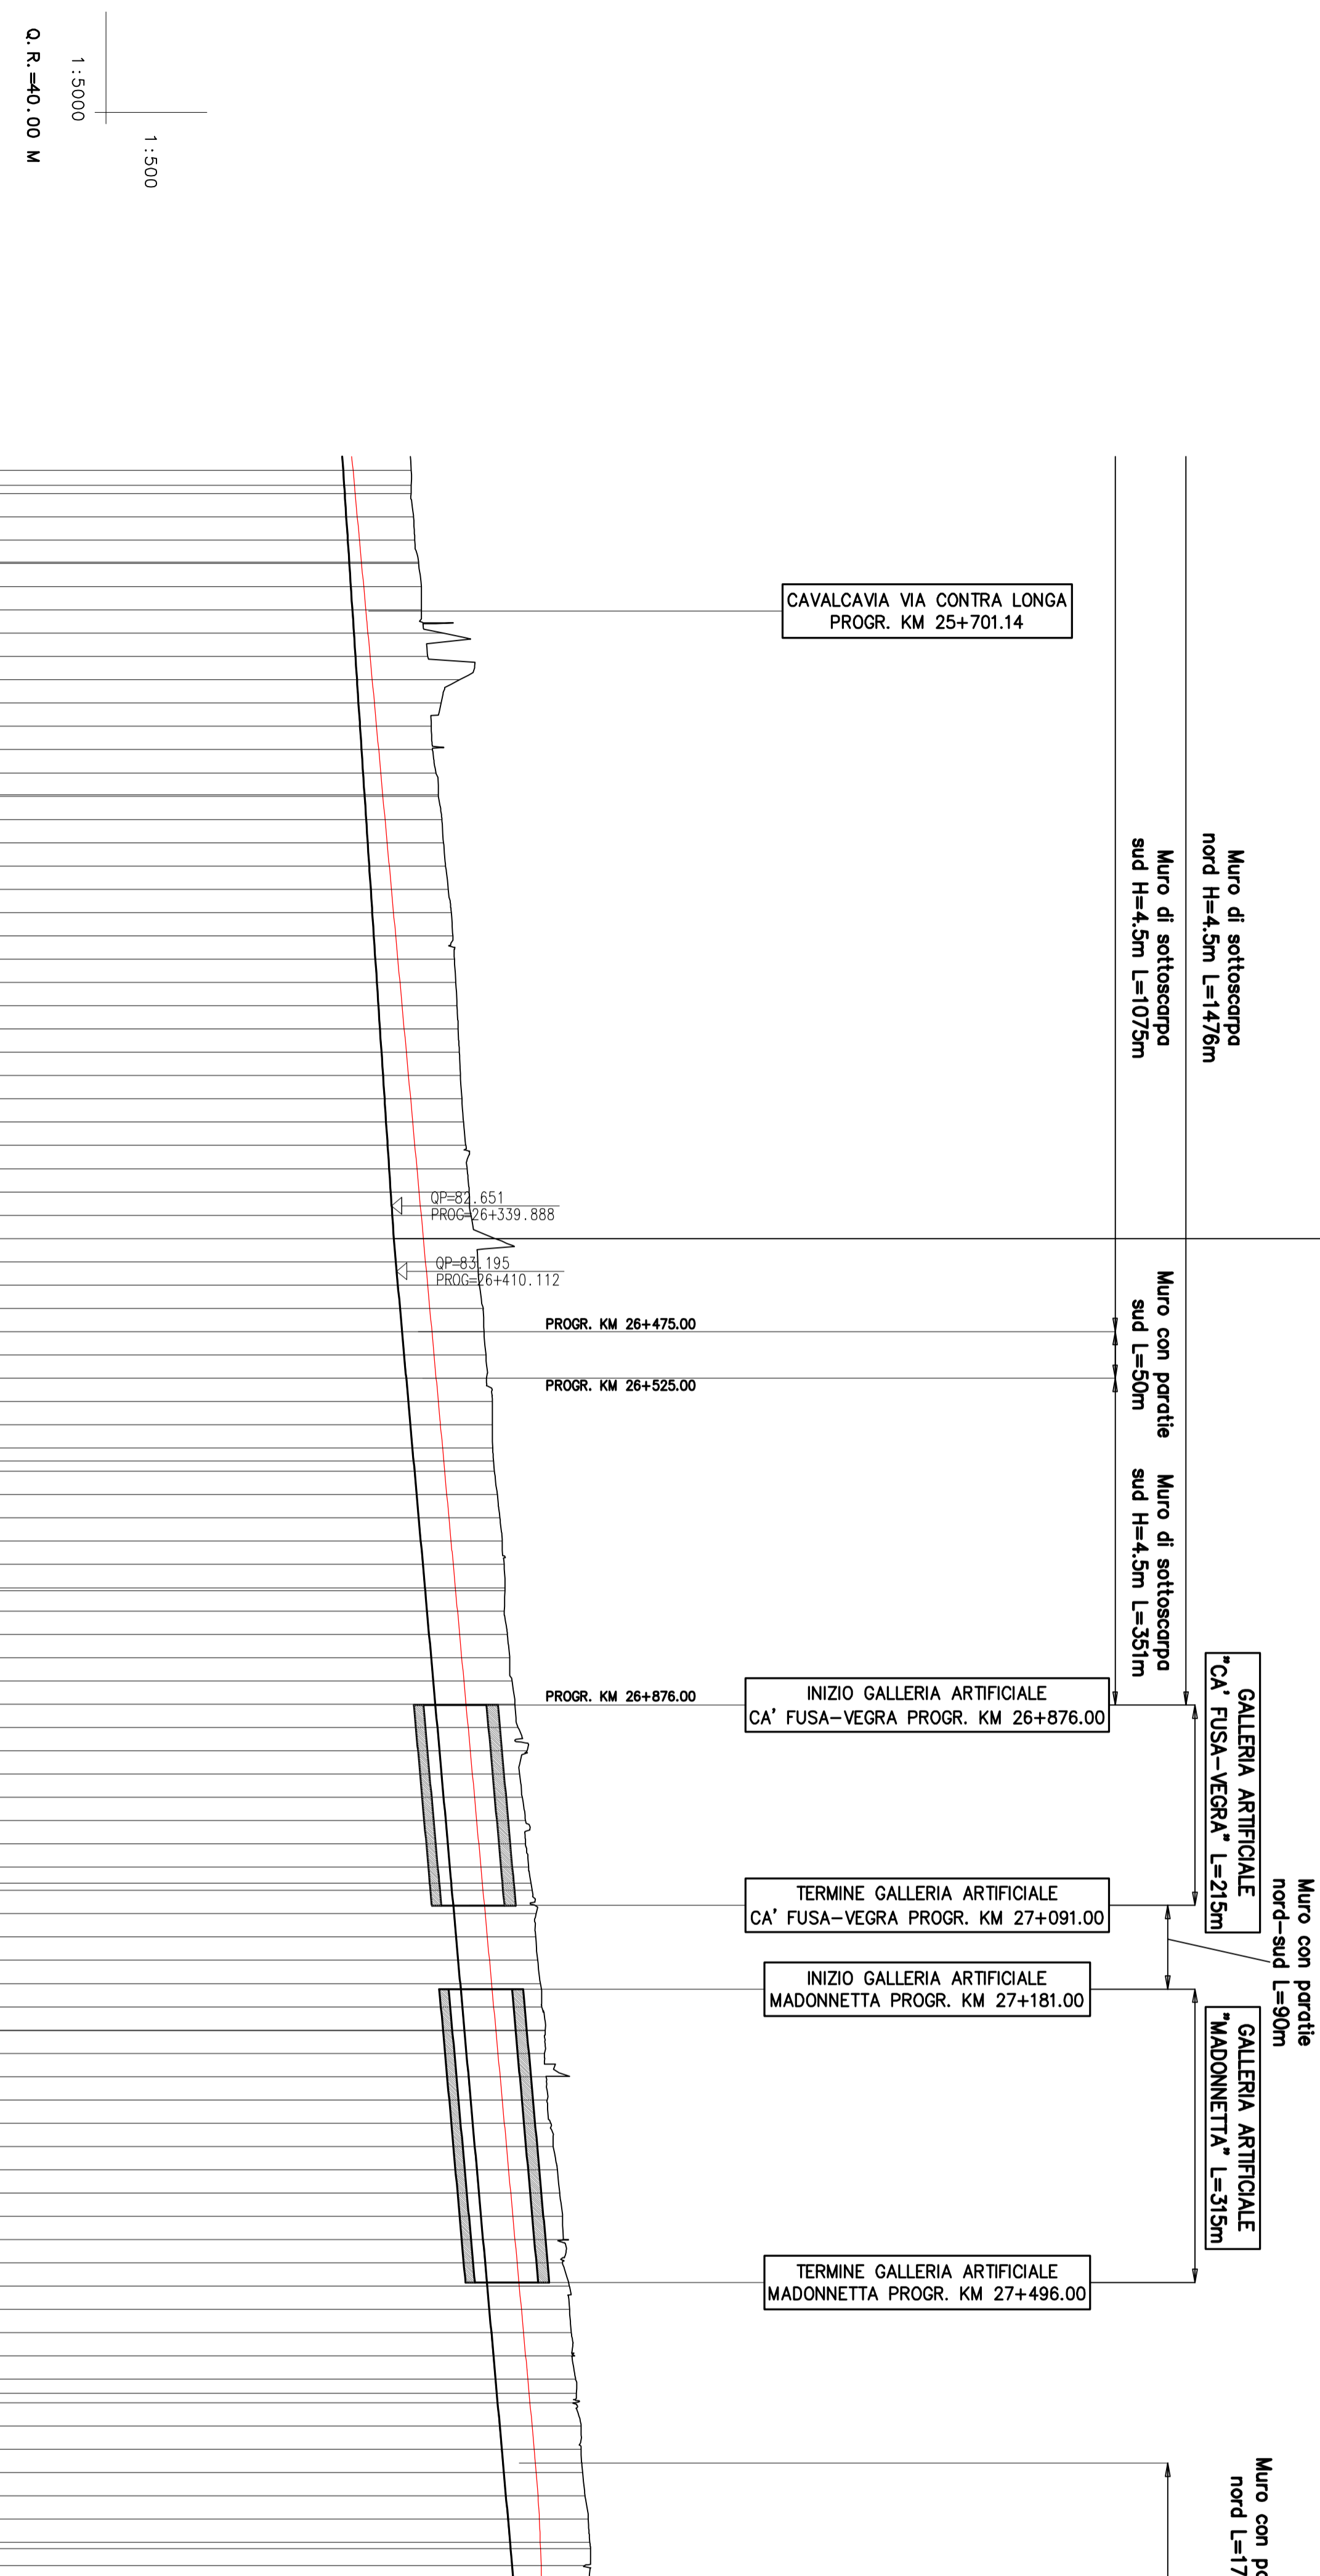 Q.R.=40.00 M
1:5000
1:500
CAVALCAVIA VIA CONTRA LONGA
PROGR. KM 25+701.14
Muro di sottoscarpa
nord H=4.5m L=1476m
Muro di sottoscarpa
sud H=4.5m L=1075m
QP=82.651
PROG=26+339.888
QP=83.195
PROG=26+410.112
PROGR. KM 26+475.00
PROGR. KM 26+525.00
Muro con paratie
sud L=50m
Muro di sottoscarpa
sud H=4.5m L=351m
PROGR. KM 26+876.00
INIZIO GALLERIA ARTIFICIALE
CA' FUSA-VEGRA PROGR. KM 26+876.00
GALLERIA ARTIFICIALE
"CA' FUSA-VEGRA" L=215m
TERMINE GALLERIA ARTIFICIALE
CA' FUSA-VEGRA PROGR. KM 27+091.00
Muro con paratie
nord-sud L=90m
INIZIO GALLERIA ARTIFICIALE
MADONNETTA PROGR. KM 27+181.00
GALLERIA ARTIFICIALE
"MADONNETTA" L=315m
TERMINE GALLERIA ARTIFICIALE
MADONNETTA PROGR. KM 27+496.00
Muro con
nord